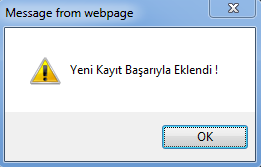 Message from webpage
Yeni Kayıt Başarıyla Eklendi !
OK